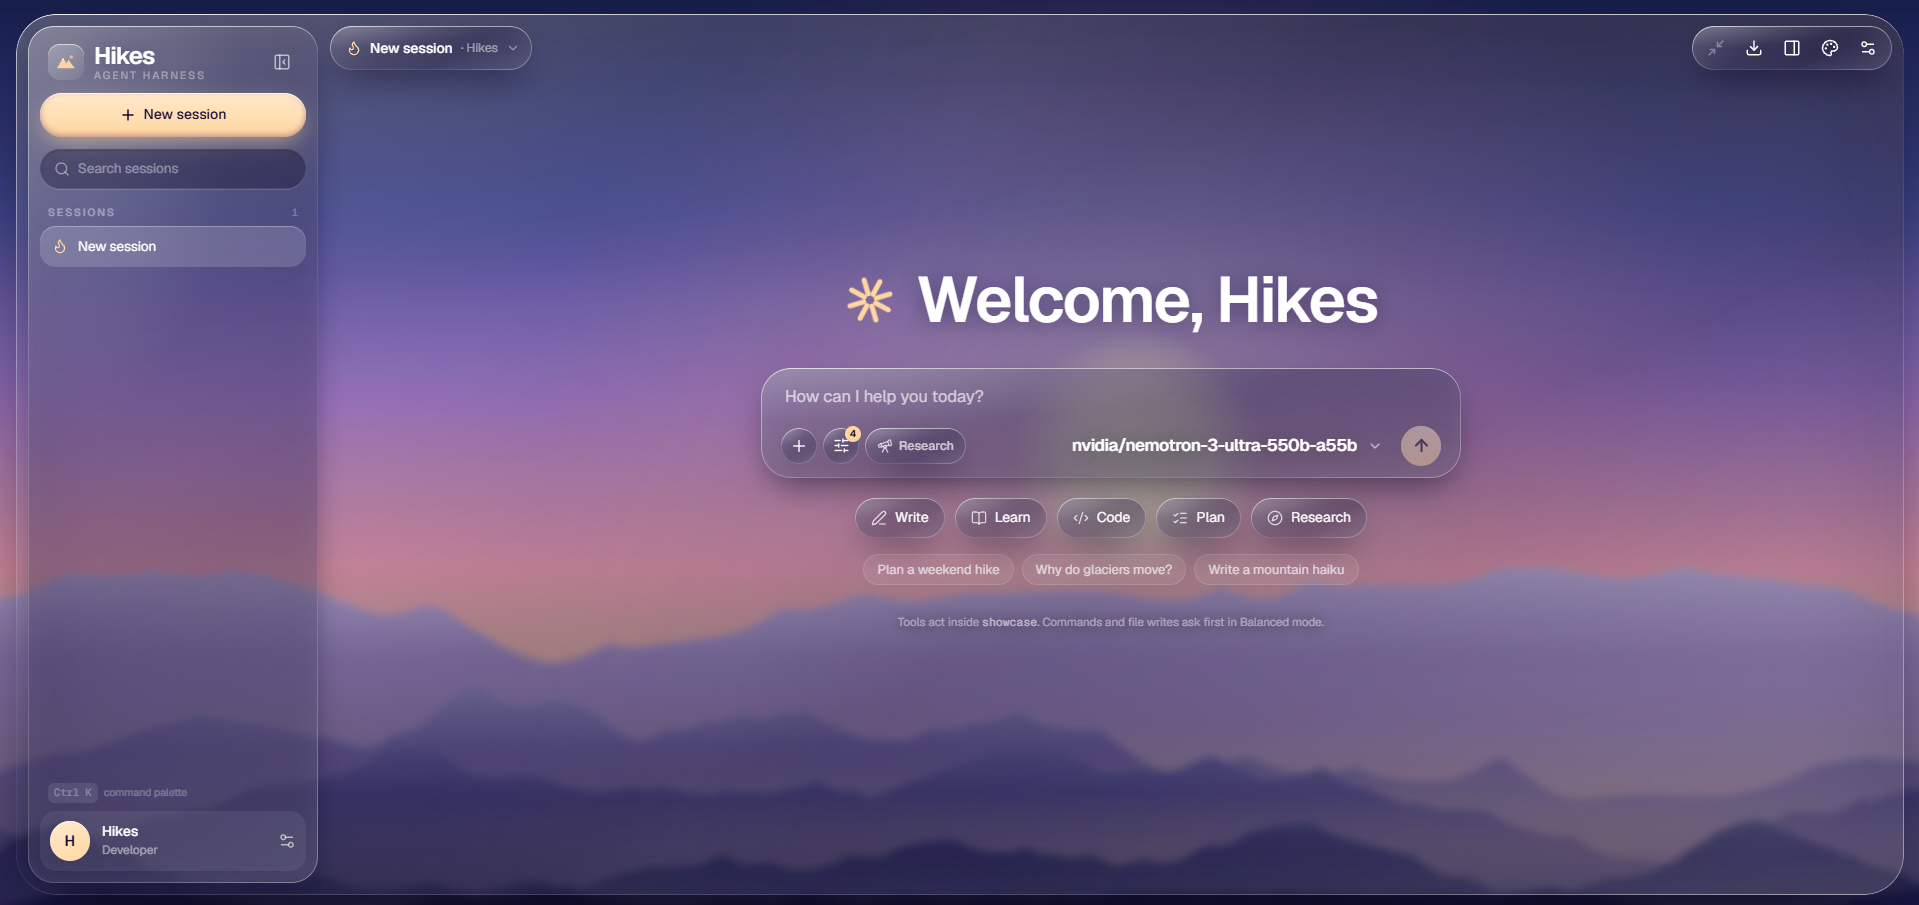 Hikes
AGENT HARNESS
New session
Search sessions
SESSIONS 1
New session
Ctrl K command palette
H
Hikes
Developer
New session · Hikes
Welcome, Hikes
How can I help you today?
4
Research
nvidia/nemotron-3-ultra-550b-a55b
Write
Learn
Code
Plan
Research
Plan a weekend hike
Why do glaciers move?
Write a mountain haiku
Tools act inside showcase. Commands and file writes ask first in Balanced mode.